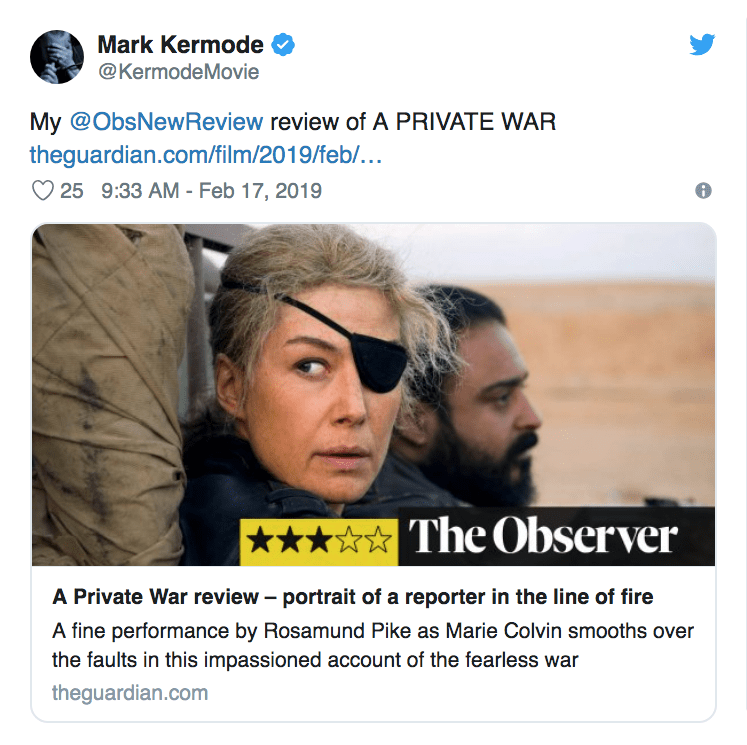 Mark Kermode
@KermodeMovie
My @ObsNewReview review of A PRIVATE WAR
theguardian.com/film/2019/feb/…
25 9:33 AM - Feb 17, 2019
The Observer
A Private War review – portrait of a reporter in the line of fire
A fine performance by Rosamund Pike as Marie Colvin smooths over
the faults in this impassioned account of the fearless war
theguardian.com